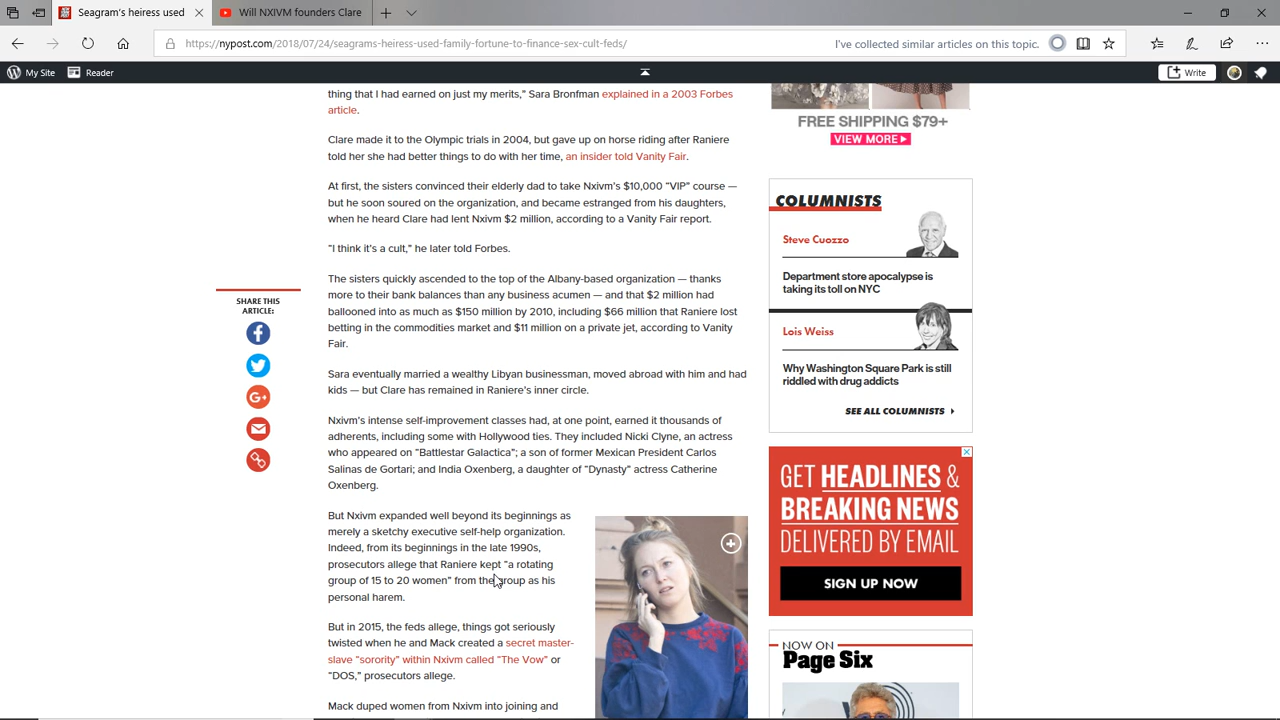 Seagram's heiress used
Will NXIVM founders Clare
https://nypost.com/2018/07/24/seagrams-heiress-used-family-fortune-to-finance-sex-cult-feds/
I've collected similar articles on this topic.
My Site
Reader
Write
thing that I had earned on just my merits," Sara Bronfman explained in a 2003 Forbes
article.
Clare made it to the Olympic trials in 2004, but gave up on horse riding after Raniere
told her she had better things to do with her time, an insider told Vanity Fair.
At first, the sisters convinced their elderly dad to take Nxivm's $10,000 "VIP" course —
but he soon soured on the organization, and became estranged from his daughters,
when he heard Clare had lent Nxivm $2 million, according to a Vanity Fair report.
"I think it's a cult," he later told Forbes.
The sisters quickly ascended to the top of the Albany-based organization — thanks
more to their bank balances than any business acumen — and that $2 million had
ballooned into as much as $150 million by 2010, including $66 million that Raniere lost
betting in the commodities market and $11 million on a private jet, according to Vanity
Fair.
Sara eventually married a wealthy Libyan businessman, moved abroad with him and had
kids — but Clare has remained in Raniere's inner circle.
Nxivm's intense self-improvement classes had, at one point, earned it thousands of
adherents, including some with Hollywood ties. They included Nicki Clyne, an actress
who appeared on "Battlestar Galactica"; a son of former Mexican President Carlos
Salinas de Gortari; and India Oxenberg, a daughter of "Dynasty" actress Catherine
Oxenberg.
But Nxivm expanded well beyond its beginnings as
merely a sketchy executive self-help organization.
Indeed, from its beginnings in the late 1990s,
prosecutors allege that Raniere kept "a rotating
group of 15 to 20 women" from the group as his
personal harem.
But in 2015, the feds allege, things got seriously
twisted when he and Mack created a secret master-
slave "sorority" within Nxivm called "The Vow" or
"DOS," prosecutors allege.
Mack duped women from Nxivm into joining and
SHARE THIS
ARTICLE:
G+
FREE SHIPPING $79+
VIEW MORE
COLUMNISTS
Steve Cuozzo
Department store apocalypse is
taking its toll on NYC
Lois Weiss
Why Washington Square Park is still
riddled with drug addicts
SEE ALL COLUMNISTS
GET HEADLINES &
BREAKING NEWS
DELIVERED BY EMAIL
SIGN UP NOW
NOW ON
Page Six